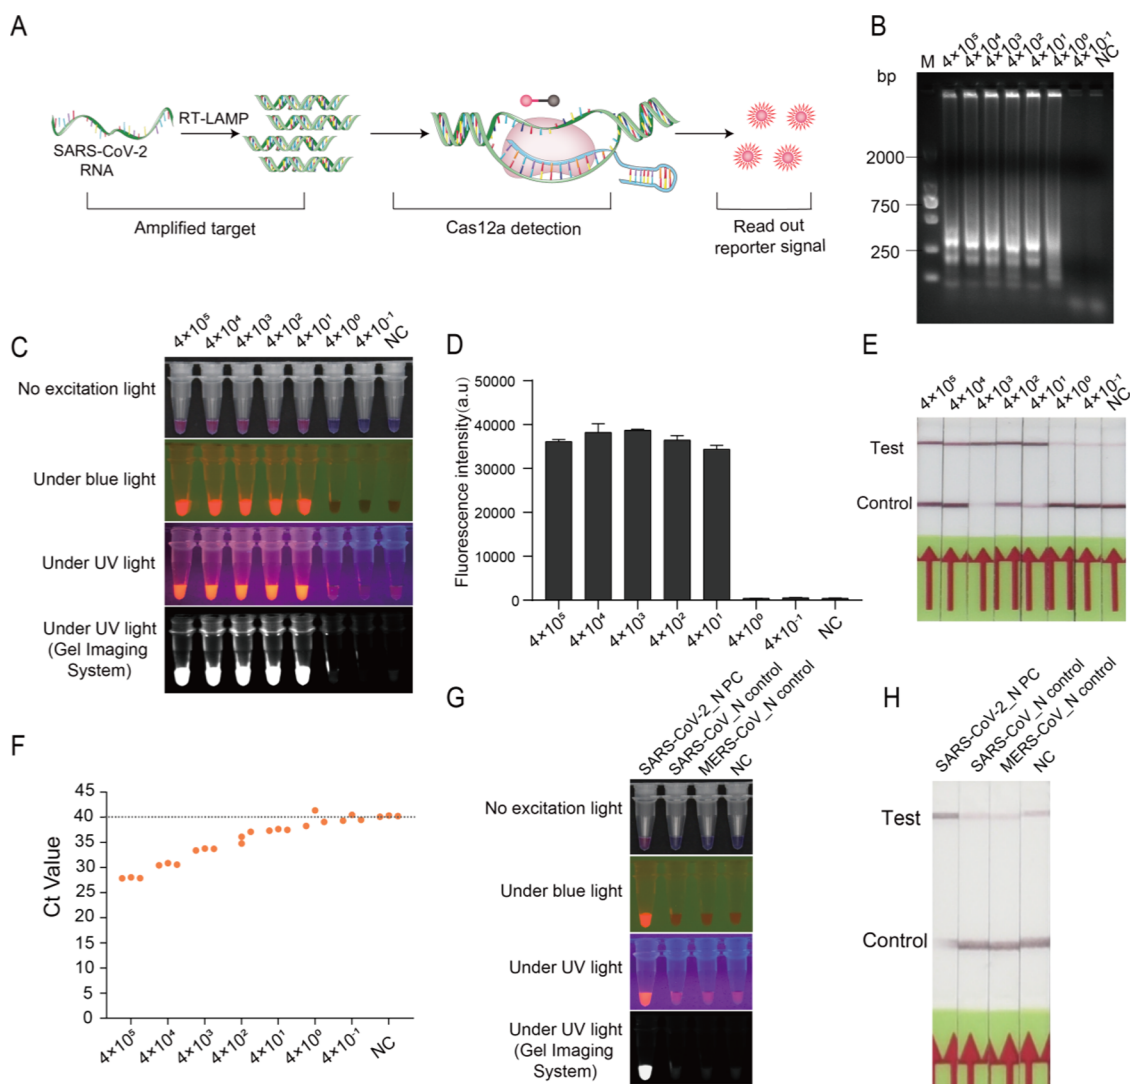 A
RT-LAMP
SARS-CoV-2
RNA
Amplified target
Cas12a detection
Read out
reporter signal
B
4×10⁵ 4×10⁴ 4×10³ 4×10² 4×10¹ 4×10⁰ 4×10⁻¹ NC
M
bp
2000
750
250
C
4×10⁵ 4×10⁴ 4×10³ 4×10² 4×10¹ 4×10⁰ 4×10⁻¹ NC
No excitation light
Under blue light
Under UV light
Under UV light
(Gel Imaging
System)
D
Fluorescence intensity(a.u)
50000
40000
30000
20000
10000
0
4×10⁵ 4×10⁴ 4×10³ 4×10² 4×10¹ 4×10⁰ 4×10⁻¹ NC
E
4×10⁵ 4×10⁴ 4×10³ 4×10² 4×10¹ 4×10⁰ 4×10⁻¹ NC
Test
Control
F
Ct Value
45
40
35
30
25
20
15
10
5
0
4×10⁵ 4×10⁴ 4×10³ 4×10² 4×10¹ 4×10⁰ 4×10⁻¹ NC
G
SARS-CoV-2_N PC
SARS-CoV_N control
MERS-CoV_N control
NC
No excitation light
Under blue light
Under UV light
Under UV light
(Gel Imaging
System)
H
SARS-CoV-2_N PC
SARS-CoV_N control
MERS-CoV_N control
NC
Test
Control